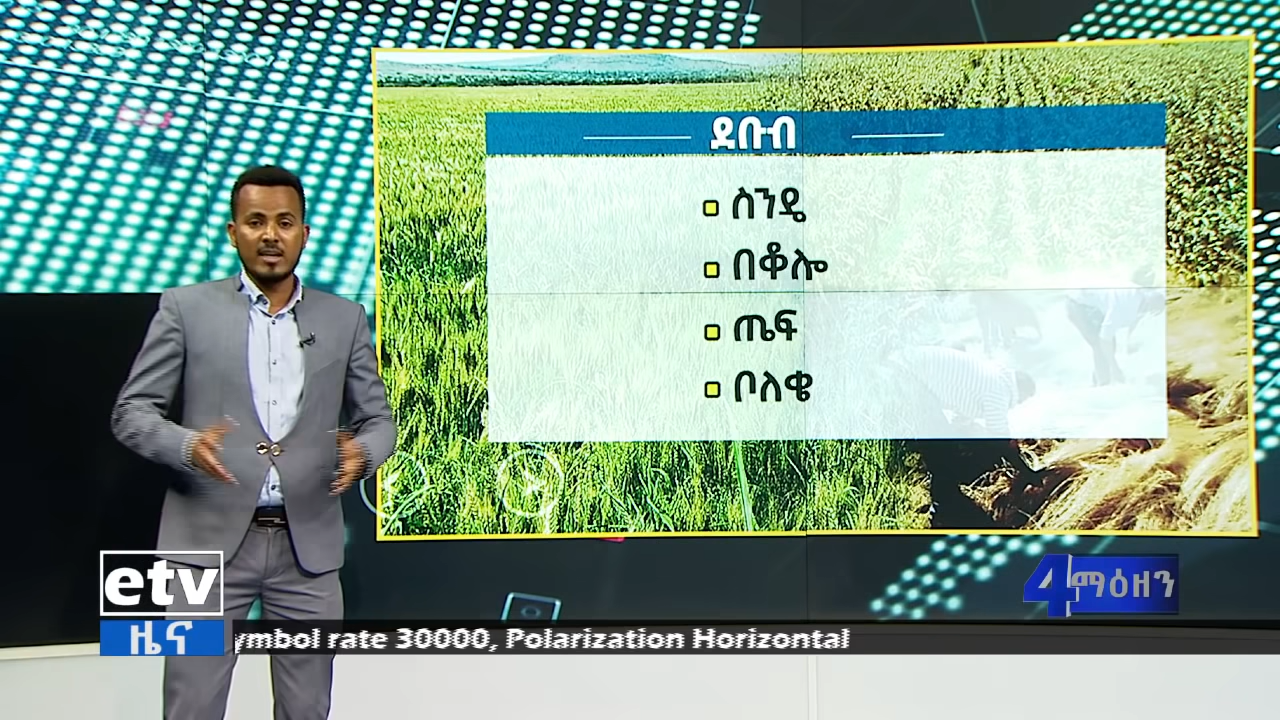 ደቡብ
ስንዴ
በቆሎ
ጤፍ
ቦለቄ
etv
ዜና
4 ማዕዘን
ymbol rate 30000, Polarization Horizontal